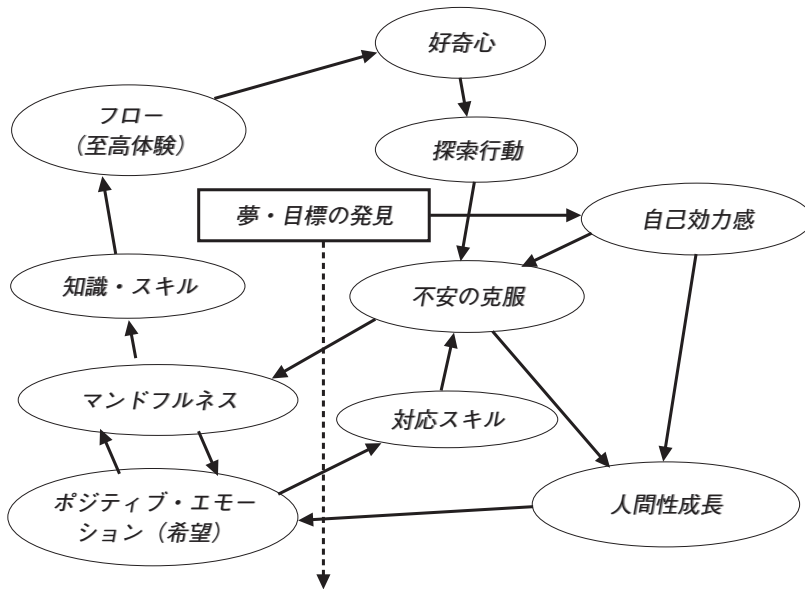 好奇心
フロー
（至高体験）
探索行動
夢・目標の発見
自己効力感
知識・スキル
不安の克服
マンドフルネス
対応スキル
ポジティブ・エモー
ション（希望）
人間性成長